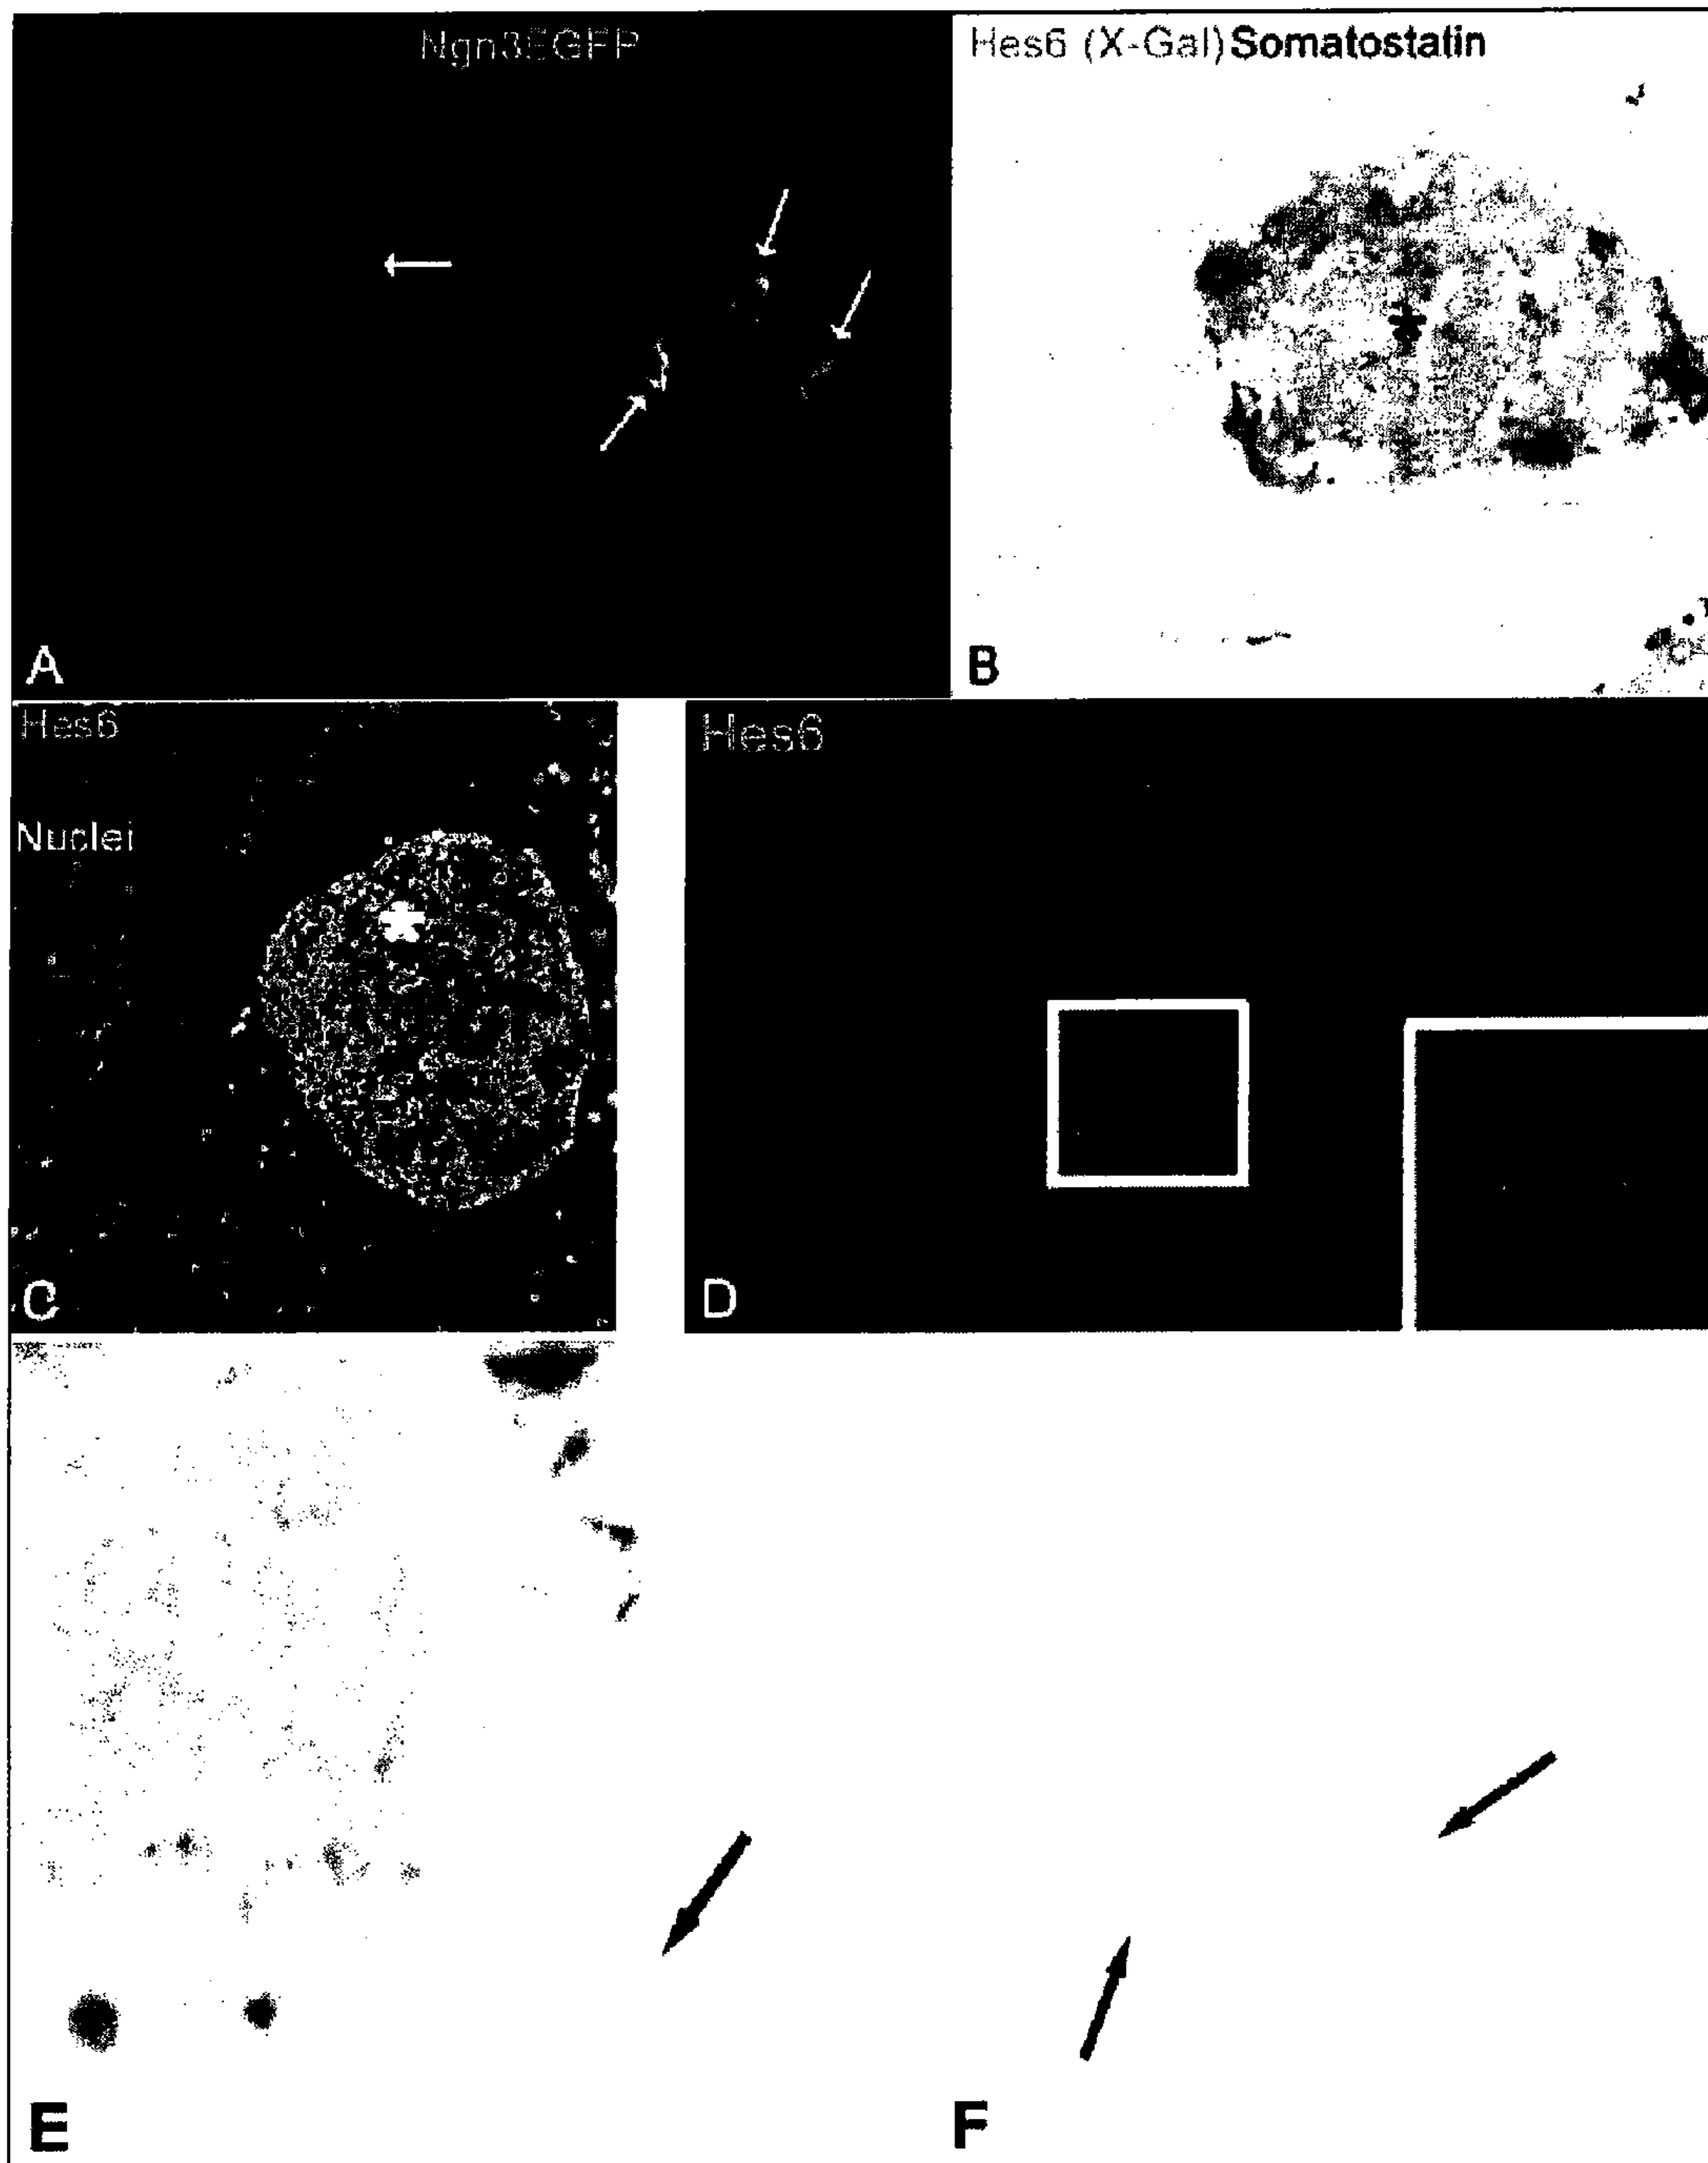 Ngn3EGFP
Hes6 (X-Gal) Somatostatin
A
B
Hes6
Nuclei
Hes6
C
D
E
F